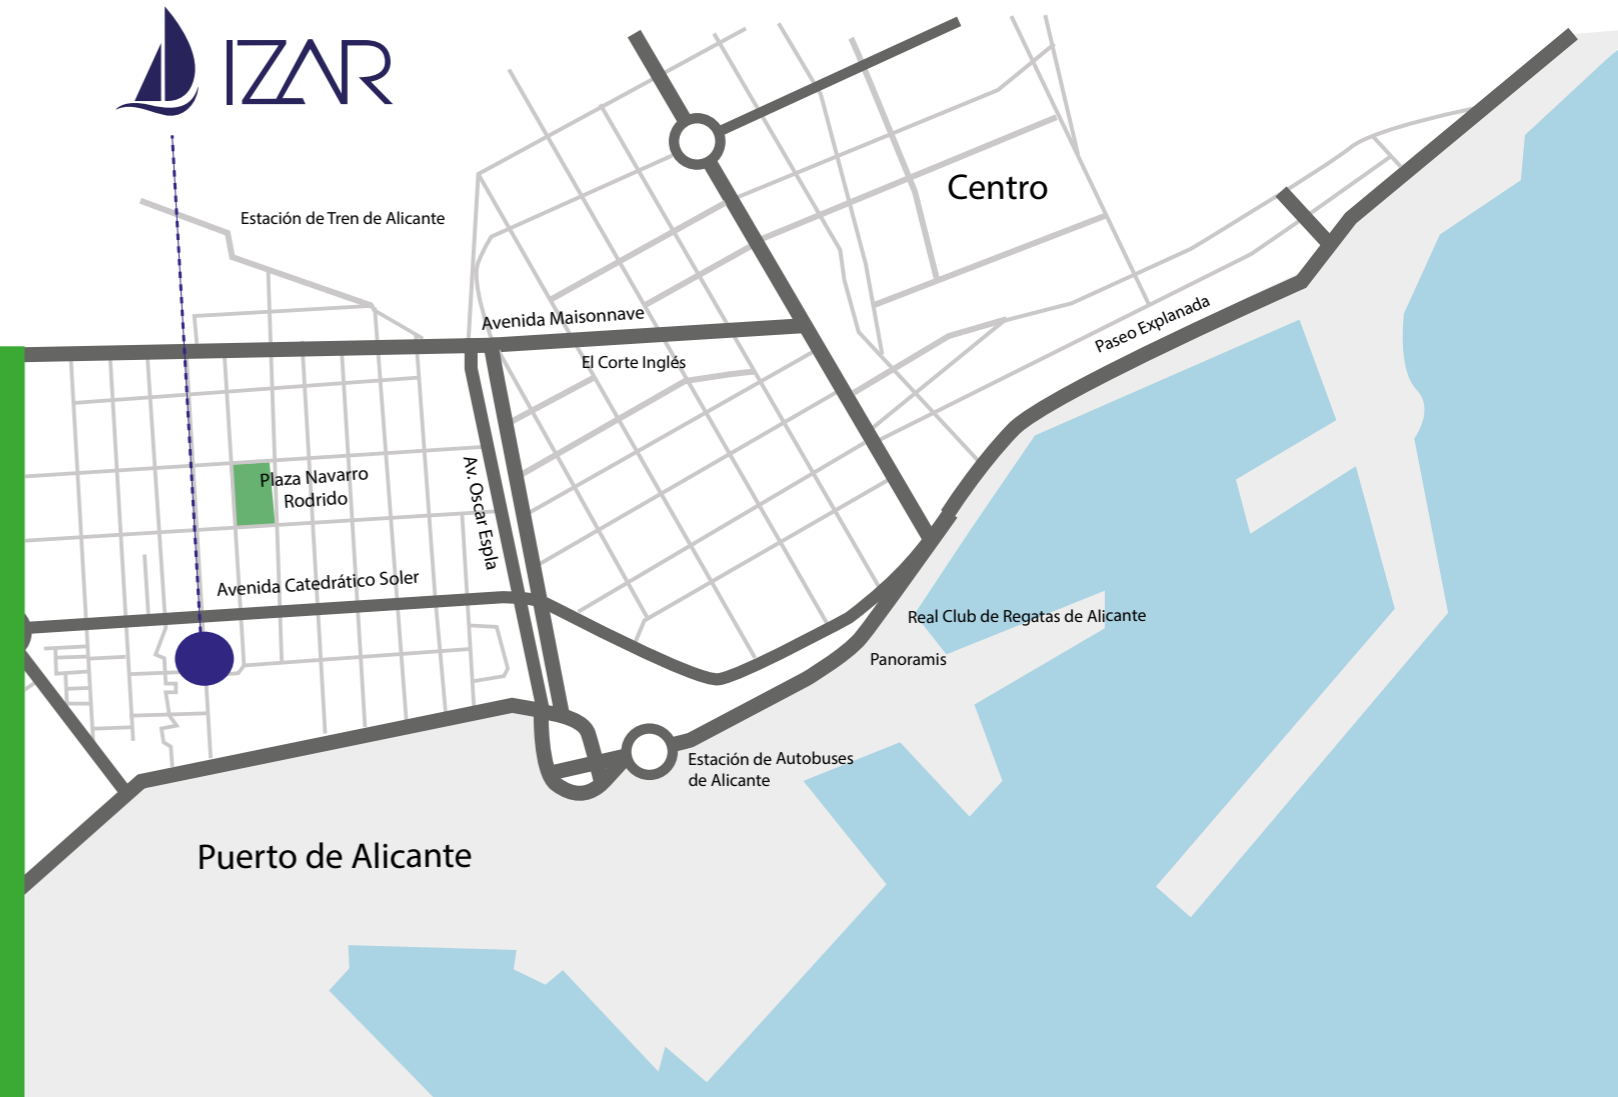 IZAR
Centro
Estación de Tren de Alicante
Avenida Maisonnave
Paseo Explanada
El Corte Inglés
Plaza Navarro
Rodrido
Av. Oscar Espla
Avenida Catedrático Soler
Real Club de Regatas de Alicante
Panoramis
Estación de Autobuses
de Alicante
Puerto de Alicante